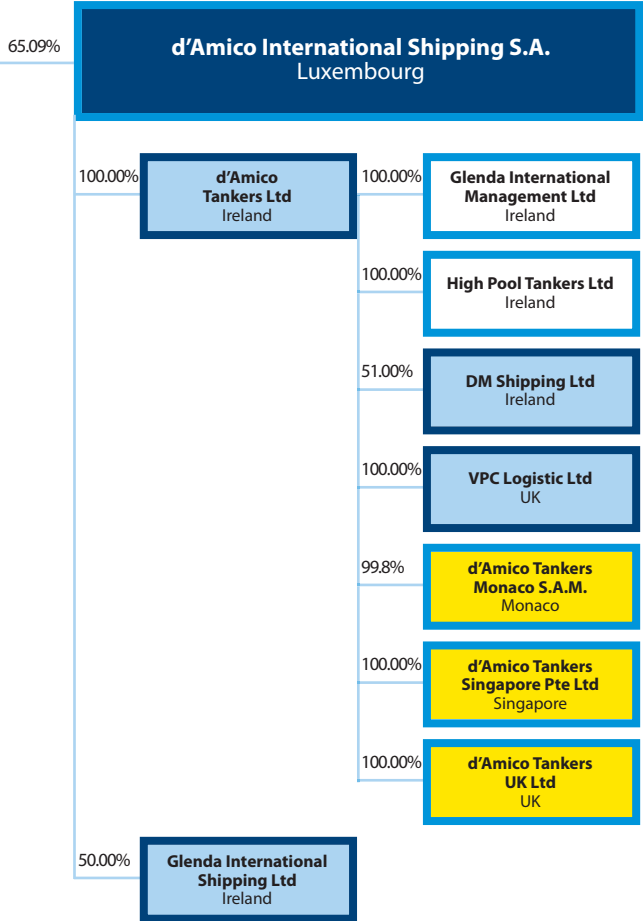 65.09%
d’Amico International Shipping S.A.
Luxembourg
100.00%
d’Amico
Tankers Ltd
Ireland
100.00%
Glenda International
Management Ltd
Ireland
100.00%
High Pool Tankers Ltd
Ireland
51.00%
DM Shipping Ltd
Ireland
100.00%
VPC Logistic Ltd
UK
99.8%
d’Amico Tankers
Monaco S.A.M.
Monaco
100.00%
d’Amico Tankers
Singapore Pte Ltd
Singapore
100.00%
d’Amico Tankers
UK Ltd
UK
50.00%
Glenda International
Shipping Ltd
Ireland